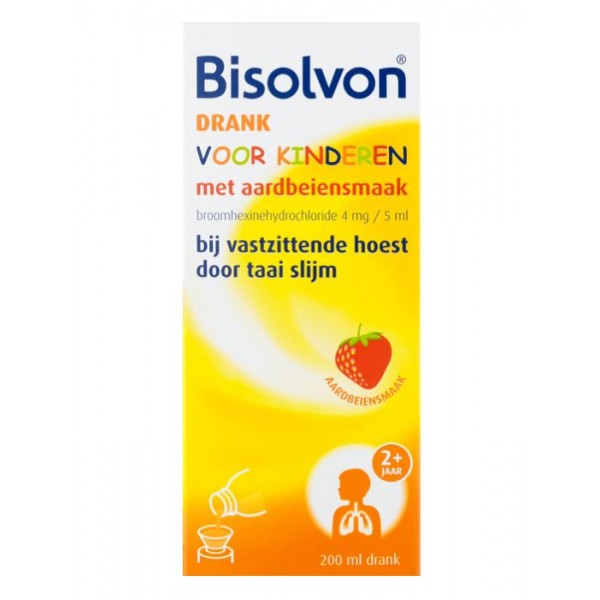 Bisolvon®
DRANK
VOOR KINDEREN
met aardbeiensmaak
broomhexinehydrochloride 4 mg / 5 ml
bij vastzittende hoest
door taai slijm
AARDBEIENSMAAK
2+
JAAR
200 ml drank